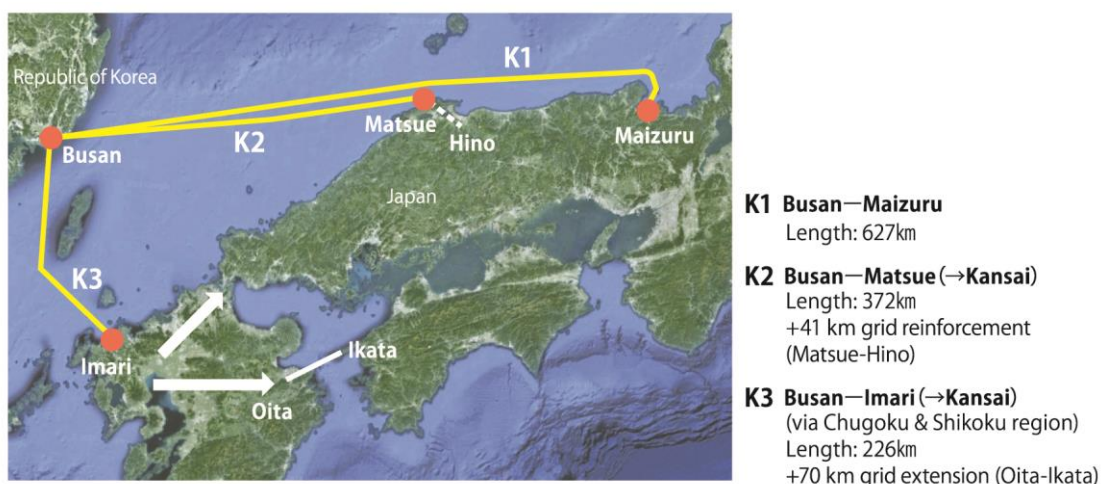 Republic of Korea
Busan
K1
K2
K3
Matsue
Hino
Maizuru
Japan
Imari
Oita
Ikata
K1 Busan—Maizuru
Length: 627㎞
K2 Busan—Matsue(→Kansai)
Length: 372㎞
+41 km grid reinforcement
(Matsue-Hino)
K3 Busan—Imari(→Kansai)
(via Chugoku & Shikoku region)
Length: 226㎞
+70 km grid extension (Oita-Ikata)